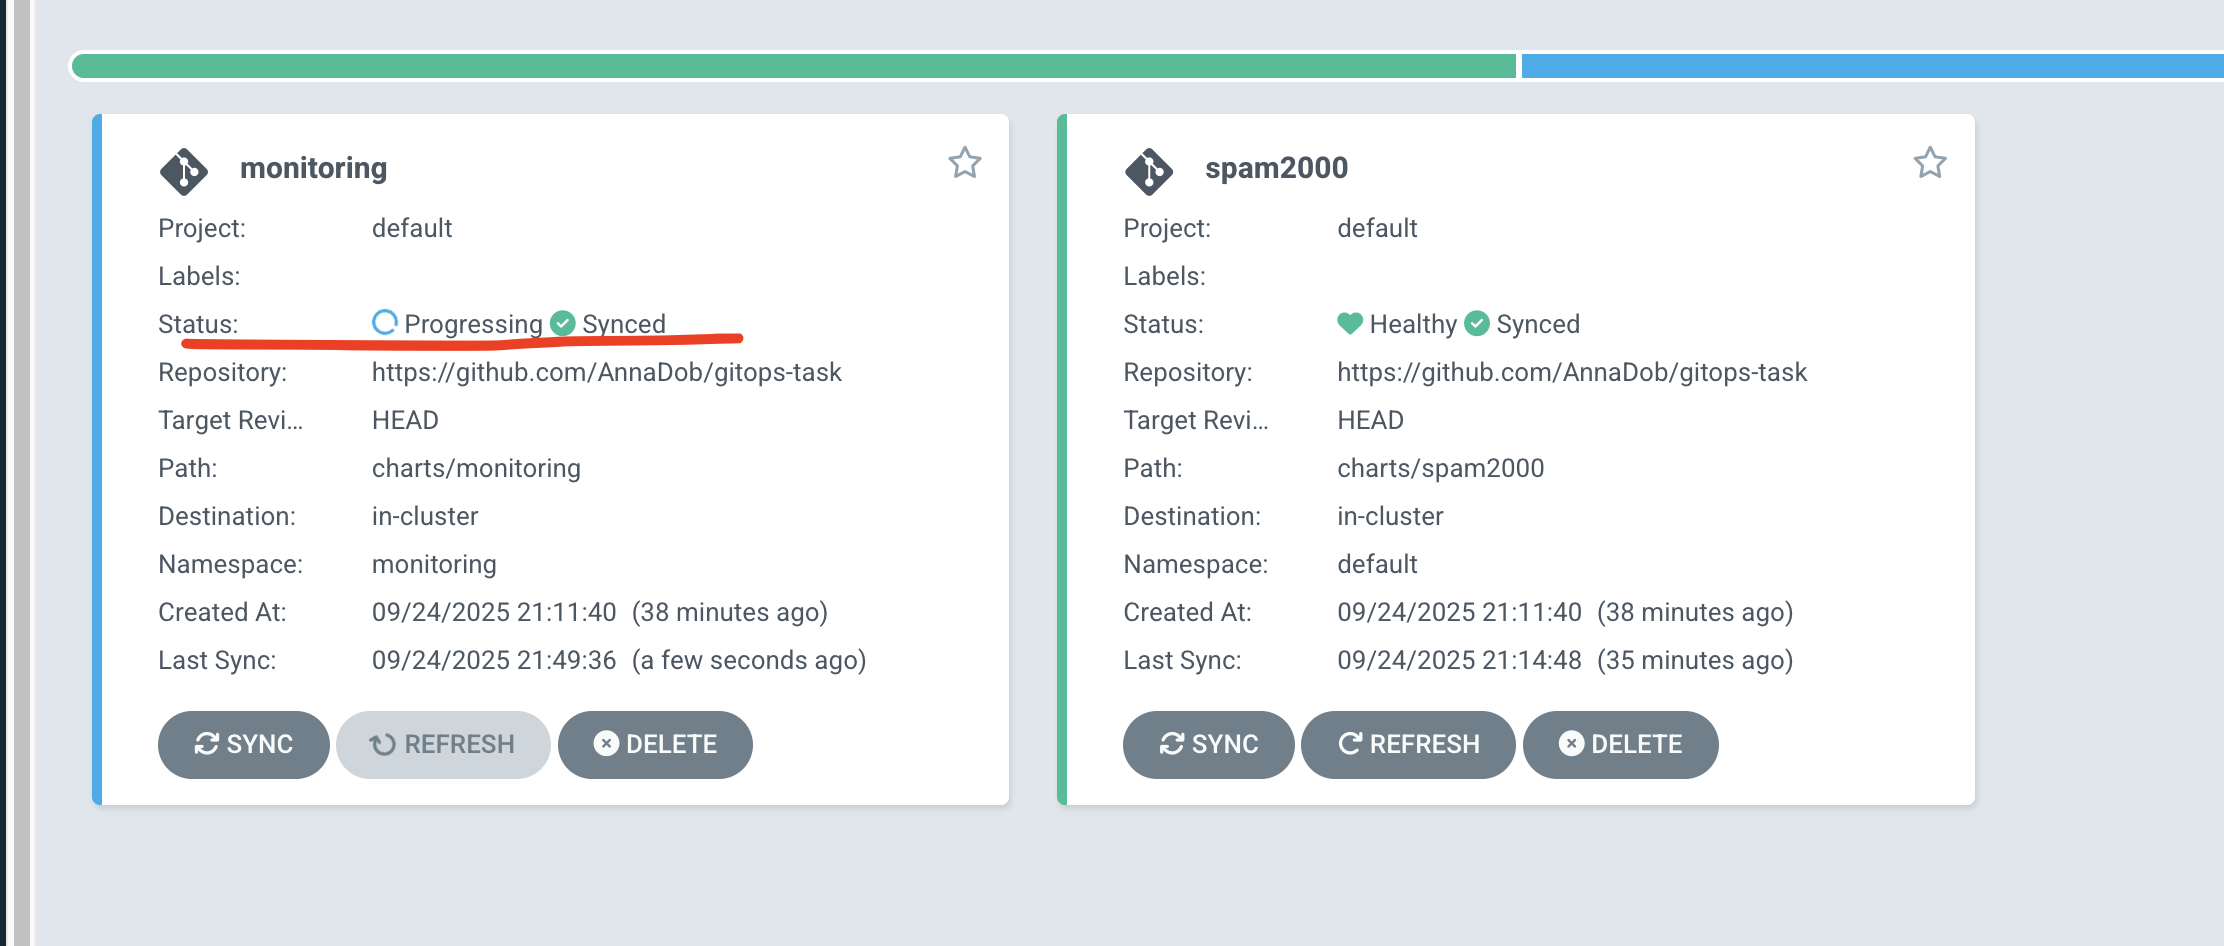 monitoring
Project: default
Labels:
Status: Progressing Synced
Repository: https://github.com/AnnaDob/gitops-task
Target Revi... HEAD
Path: charts/monitoring
Destination: in-cluster
Namespace: monitoring
Created At: 09/24/2025 21:11:40 (38 minutes ago)
Last Sync: 09/24/2025 21:49:36 (a few seconds ago)
SYNC REFRESH DELETE
spam2000
Project: default
Labels:
Status: Healthy Synced
Repository: https://github.com/AnnaDob/gitops-task
Target Revi... HEAD
Path: charts/spam2000
Destination: in-cluster
Namespace: default
Created At: 09/24/2025 21:11:40 (38 minutes ago)
Last Sync: 09/24/2025 21:14:48 (35 minutes ago)
SYNC REFRESH DELETE